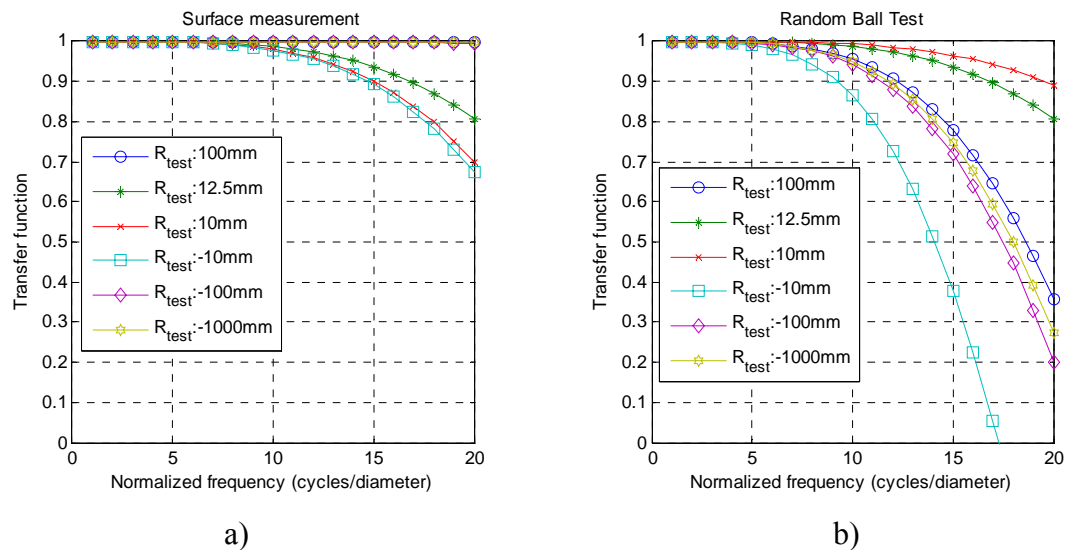 Surface measurement
1
0.9
0.8
0.7
0.6
0.5
0.4
0.3
0.2
0.1
0
Transfer function
R_test:100mm
R_test:12.5mm
R_test:10mm
R_test:-10mm
R_test:-100mm
R_test:-1000mm
0 5 10 15 20
Normalized frequency (cycles/diameter)
a)
Random Ball Test
1
0.9
0.8
0.7
0.6
0.5
0.4
0.3
0.2
0.1
0
Transfer function
R_test:100mm
R_test:12.5mm
R_test:10mm
R_test:-10mm
R_test:-100mm
R_test:-1000mm
0 5 10 15 20
Normalized frequency (cycles/diameter)
b)